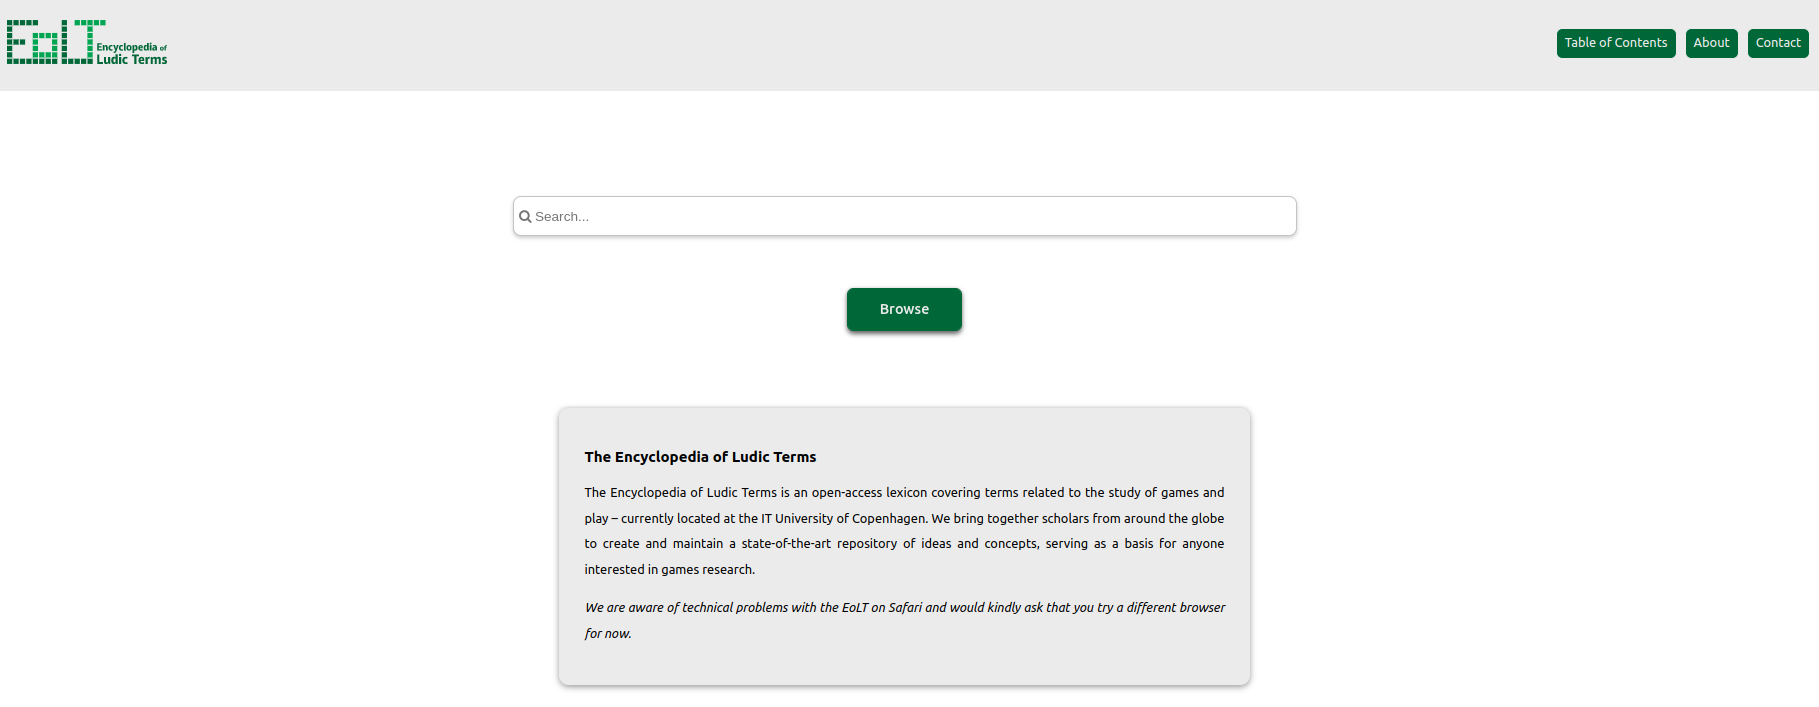 EoLT Encyclopedia of
Ludic Terms
Table of Contents
About
Contact
Search...
Browse
The Encyclopedia of Ludic Terms
The Encyclopedia of Ludic Terms is an open-access lexicon covering terms related to the study of games and
play – currently located at the IT University of Copenhagen. We bring together scholars from around the globe
to create and maintain a state-of-the-art repository of ideas and concepts, serving as a basis for anyone
interested in games research.
We are aware of technical problems with the EoLT on Safari and would kindly ask that you try a different browser
for now.